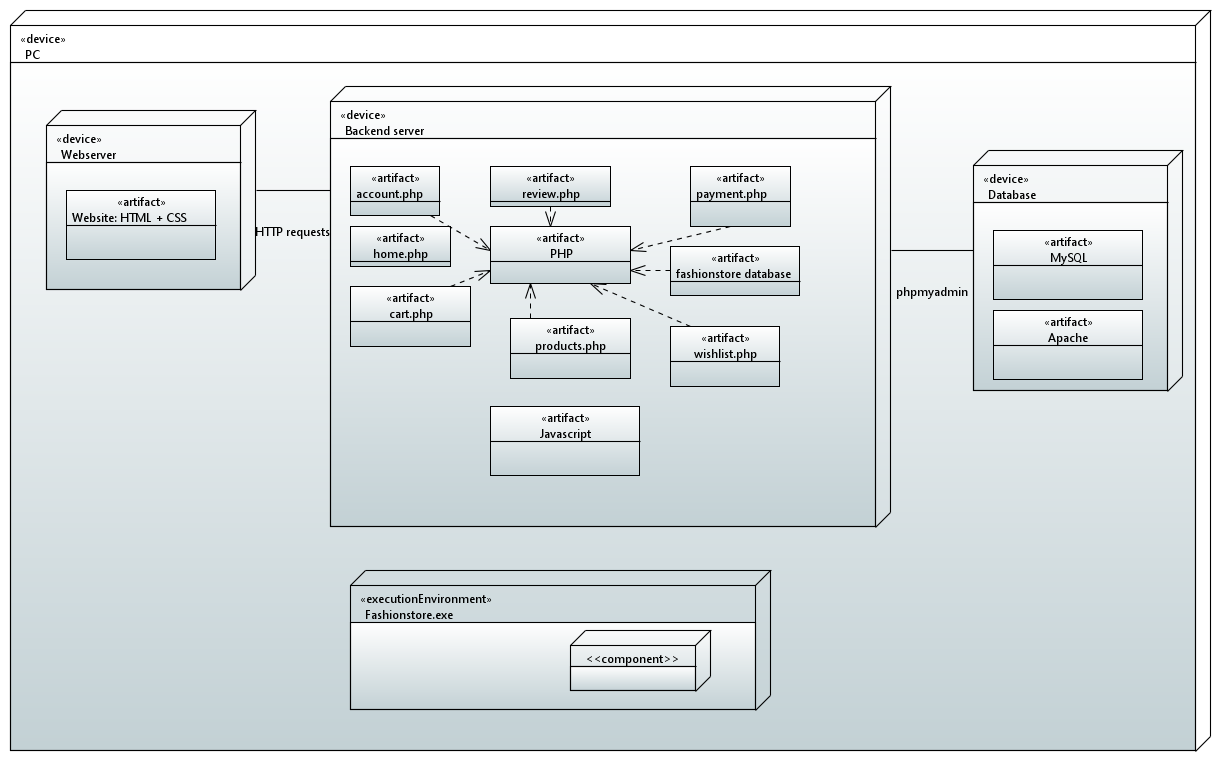 «device»
PC
«device»
Webserver
«artifact»
Website: HTML + CSS
HTTP requests
«device»
Backend server
«artifact»
account.php
«artifact»
review.php
«artifact»
payment.php
«artifact»
home.php
«artifact»
PHP
«artifact»
fashionstore database
«artifact»
cart.php
«artifact»
products.php
«artifact»
wishlist.php
«artifact»
Javascript
phpmyadmin
«device»
Database
«artifact»
MySQL
«artifact»
Apache
«executionEnvironment»
Fashionstore.exe
<<component>>